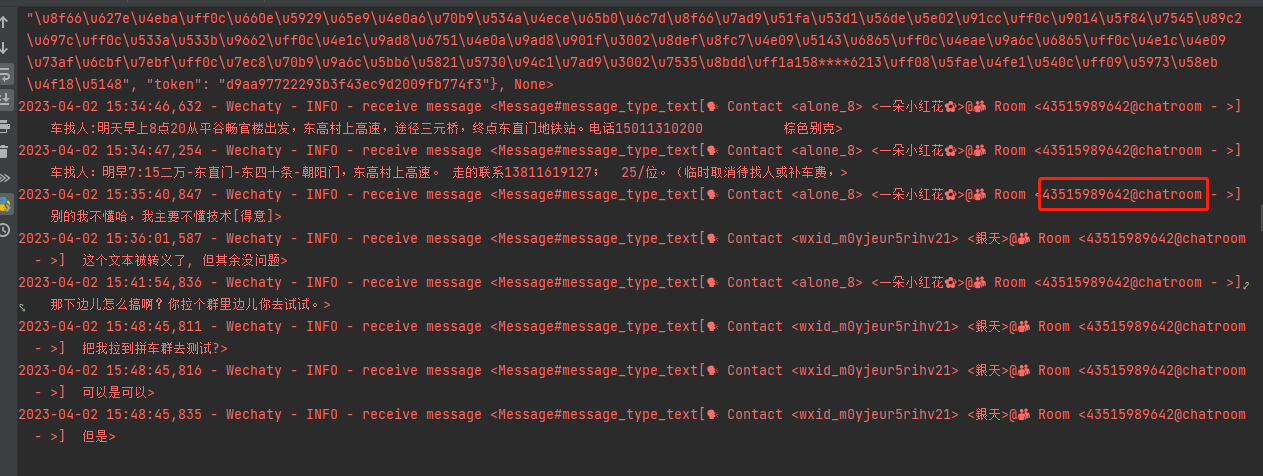 "\u8f66\u627e\u4eba\uff0c\u660e\u5929\u65e9\u4e0a6\u70b9\u534a\u4ece\u65b0\u6c7d\u8f66\u7ad9\u51fa\u53d1\u56de\u5e02\u91cc\uff0c\u9014\u5f84\u7545\u89c2
\u697c\uff0c\u533a\u533b\u9662\uff0c\u4e1c\u9ad8\u6751\u4e0a\u9ad8\u901f\u3002\u8def\u8fc7\u4e09\u5143\u6865\uff0c\u4eae\u9a6c\u6865\uff0c\u4e1c\u4e09
\u73af\u6cbf\u7ebf\uff0c\u7ec8\u70b9\u9a6c\u5bb6\u5821\u5730\u94c1\u7ad9\u3002\u7535\u8bdd\uff1a158****6213\uff08\u5fae\u4fe1\u540c\uff09\u5973\u58eb
\u4f18\u5148", "token": "d9aa97722293b3f43ec9d2009fb774f3"}, None>
2023-04-02 15:34:46,632 - Wechaty - INFO - receive message <Message#message_type_text[🗣 Contact <alone_8> <一朵小红花✿>@👥 Room <43515989642@chatroom - >]
车找人:明天早上8点20从平谷畅官楼出发，东高村上高速，途径三元桥，终点东直门地铁站。电话15011310200 棕色别克>
2023-04-02 15:34:47,254 - Wechaty - INFO - receive message <Message#message_type_text[🗣 Contact <alone_8> <一朵小红花✿>@👥 Room <43515989642@chatroom - >]
车找人：明早7:15二万-东直门-东四十条-朝阳门，东高村上高速。 走的联系13811619127； 25/位。（临时取消待找人或补车费，>
2023-04-02 15:35:40,847 - Wechaty - INFO - receive message <Message#message_type_text[🗣 Contact <alone_8> <一朵小红花✿>@👥 Room <43515989642@chatroom - >]
别的我不懂哈，我主要不懂技术[得意]>
2023-04-02 15:36:01,587 - Wechaty - INFO - receive message <Message#message_type_text[🗣 Contact <wxid_m0yjeur5rihv21> <銀天>@👥 Room <43515989642@chatroom
- >] 这个文本被转义了，但其余没问题>
2023-04-02 15:41:54,836 - Wechaty - INFO - receive message <Message#message_type_text[🗣 Contact <alone_8> <一朵小红花✿>@👥 Room <43515989642@chatroom - >]
那下边儿怎么搞啊？你拉个群里边儿你去试试。>
2023-04-02 15:48:45,811 - Wechaty - INFO - receive message <Message#message_type_text[🗣 Contact <wxid_m0yjeur5rihv21> <銀天>@👥 Room <43515989642@chatroom
- >] 把我拉到拼车群去测试?>
2023-04-02 15:48:45,816 - Wechaty - INFO - receive message <Message#message_type_text[🗣 Contact <wxid_m0yjeur5rihv21> <銀天>@👥 Room <43515989642@chatroom
- >] 可以是可以>
2023-04-02 15:48:45,835 - Wechaty - INFO - receive message <Message#message_type_text[🗣 Contact <wxid_m0yjeur5rihv21> <銀天>@👥 Room <43515989642@chatroom
- >] 但是>